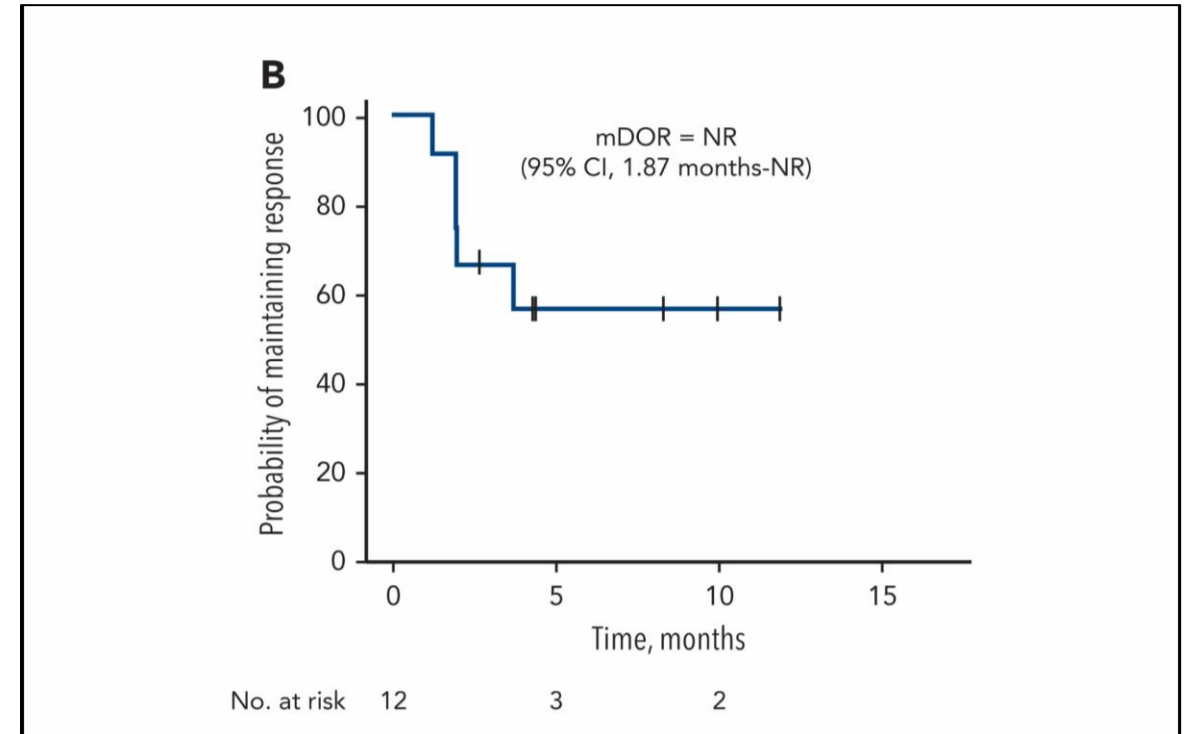 B
Probability of maintaining response
100
80
60
40
20
0
mDOR = NR
(95% CI, 1.87 months-NR)
0 5 10 15
Time, months
No. at risk 12 3 2